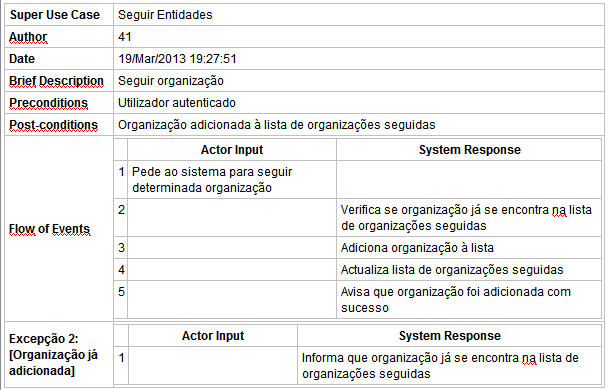 Super Use Case Seguir Entidades
Author 41
Date 19/Mar/2013 19:27:51
Brief Description Seguir organização
Preconditions Utilizador autenticado
Post-conditions Organização adicionada à lista de organizações seguidas
Flow of Events
Actor Input System Response
1 Pede ao sistema para seguir
determinada organização
2 Verifica se organização já se encontra na lista
de organizações seguidas
3 Adiciona organização à lista
4 Actualiza lista de organizações seguidas
5 Avisa que organização foi adicionada com
sucesso
Excepção 2:
[Organização já
adicionada]
Actor Input System Response
1 Informa que organização já se encontra na lista de
organizações seguidas